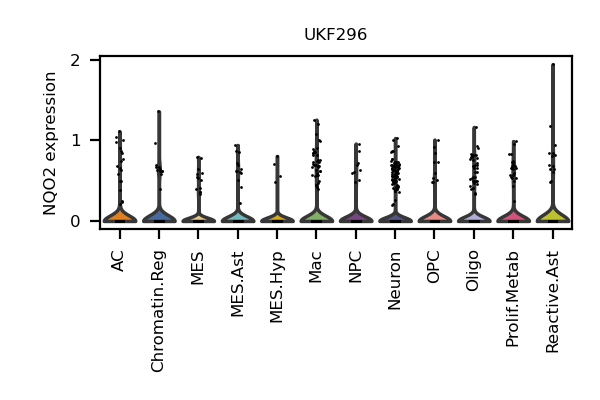 UKF296
NQO2 expression
2
1
0
AC
Chromatin.Reg
MES
MES.Ast
MES.Hyp
Mac
NPC
Neuron
OPC
Oligo
Prolif.Metab
Reactive.Ast